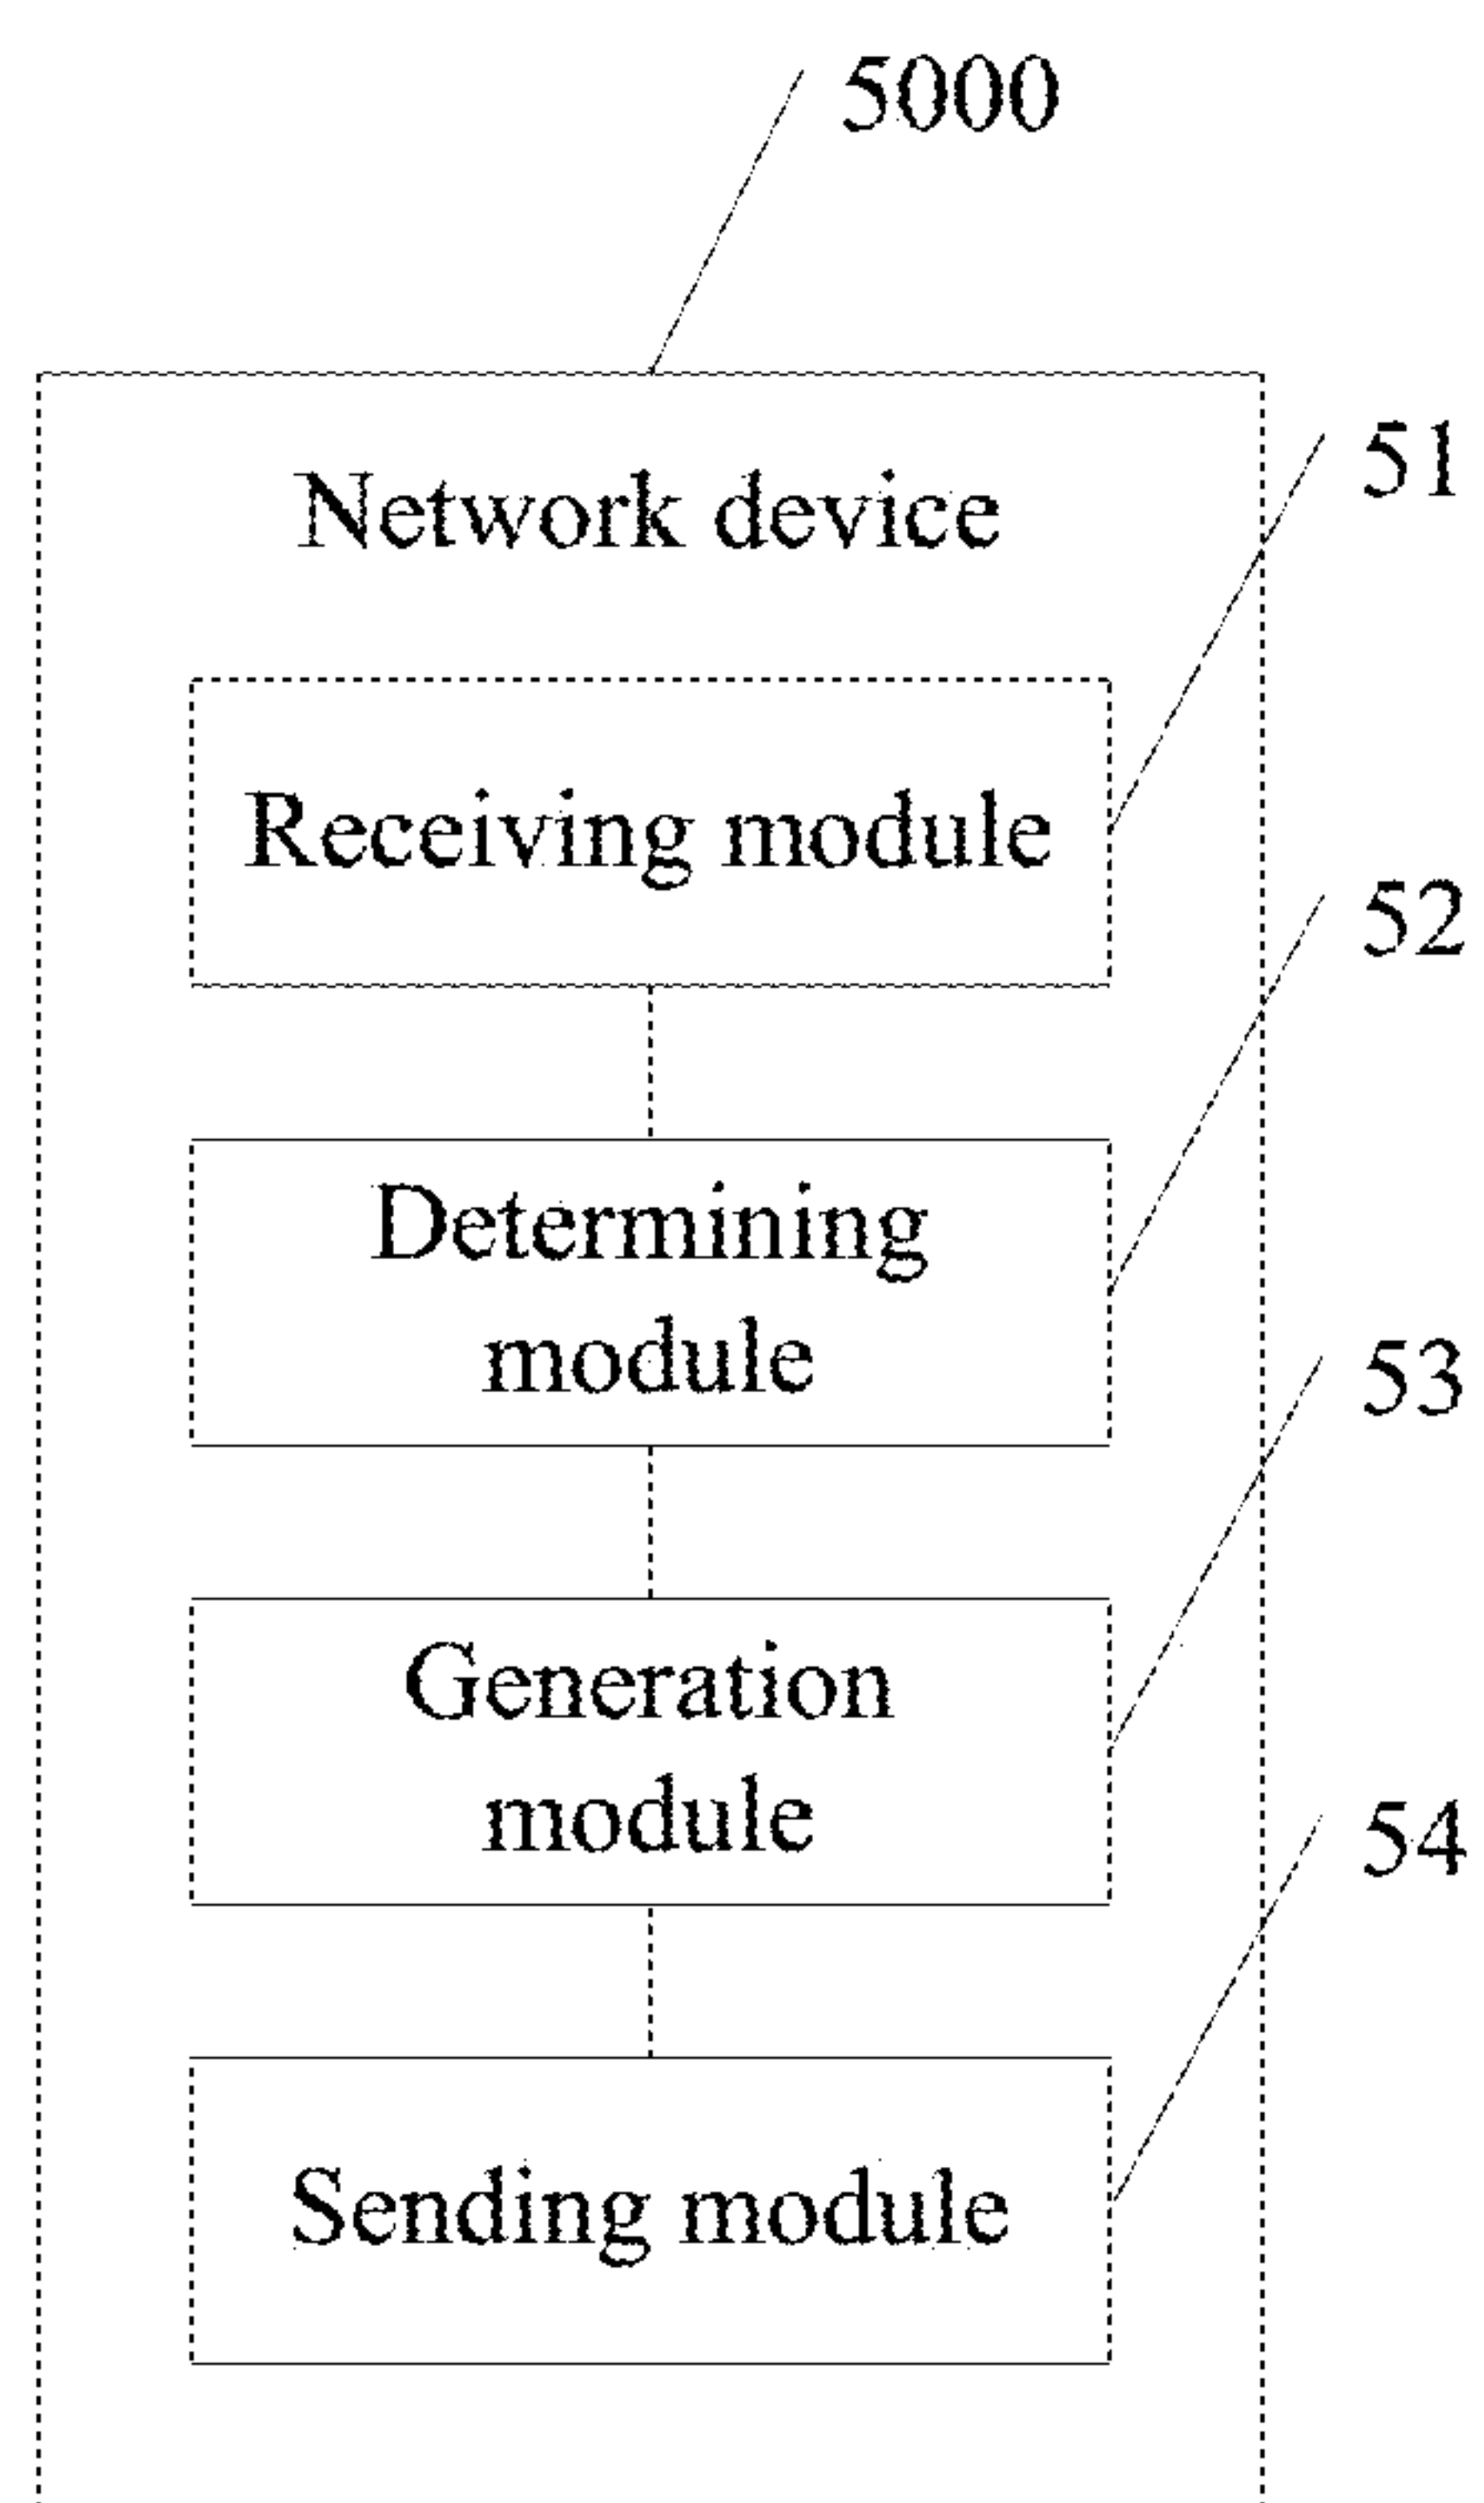 5000
Network device
51
Receiving module
52
Determining
module
53
Generation
module
54
Sending module